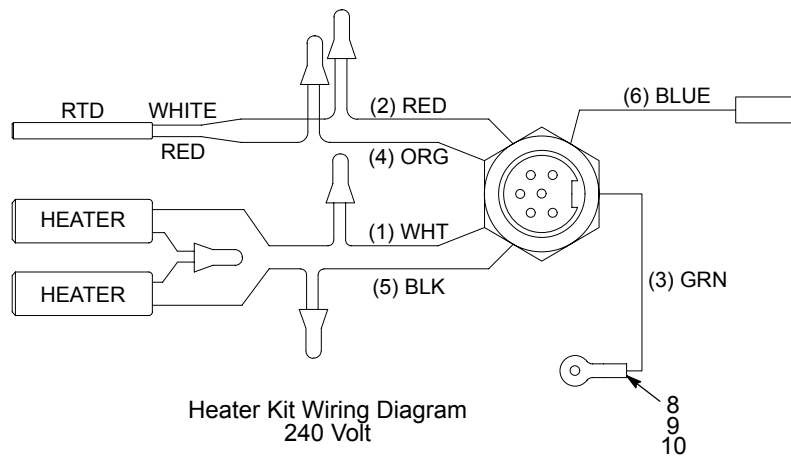 RTD
WHITE
RED
(2) RED
(4) ORG
(6) BLUE
HEATER
HEATER
(1) WHT
(5) BLK
(3) GRN
8
9
10
Heater Kit Wiring Diagram
240 Volt